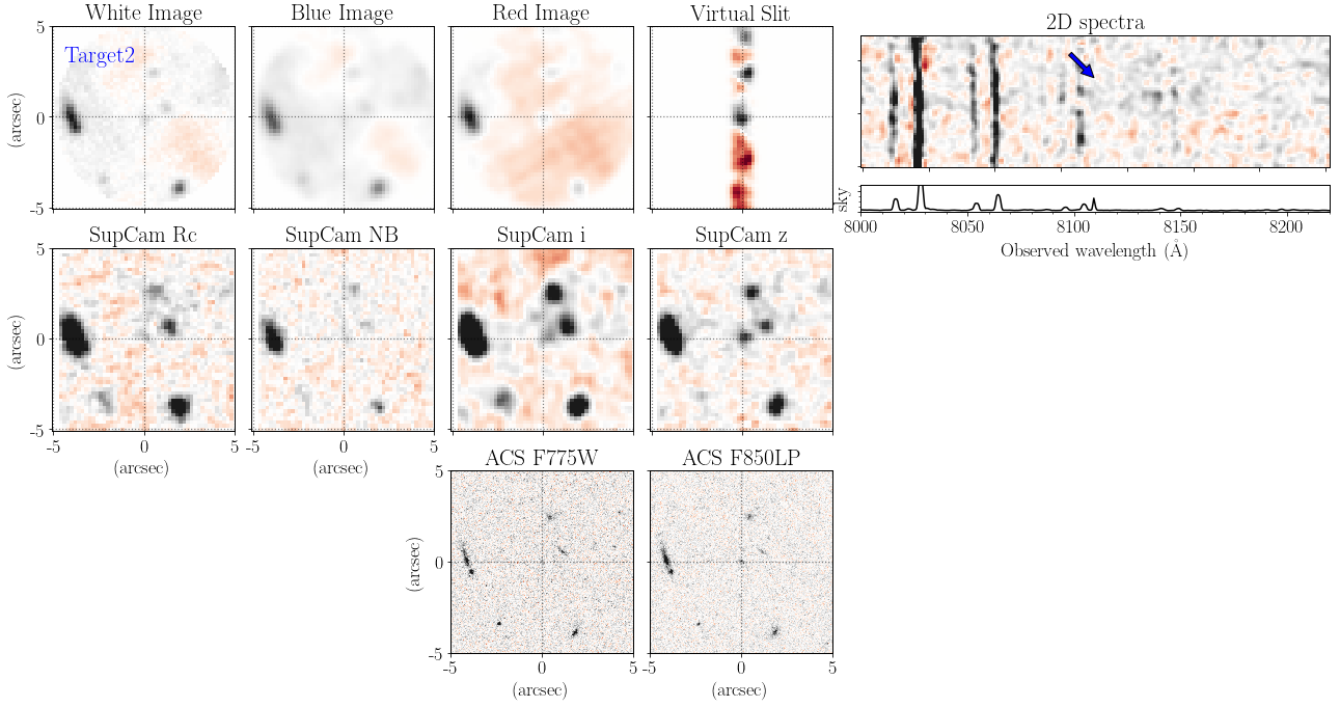 White Image
Blue Image
Red Image
Virtual Slit
2D spectra
Target2
5
0
-5
(arcsec)
sky
8000
8050
8100
8150
8200
Observed wavelength (Å)
SupCam Rc
SupCam NB
SupCam i
SupCam z
5
0
-5
(arcsec)
-5
0
5
-5
0
5
(arcsec)
(arcsec)
ACS F775W
ACS F850LP
5
0
-5
(arcsec)
-5
0
5
-5
0
5
(arcsec)
(arcsec)